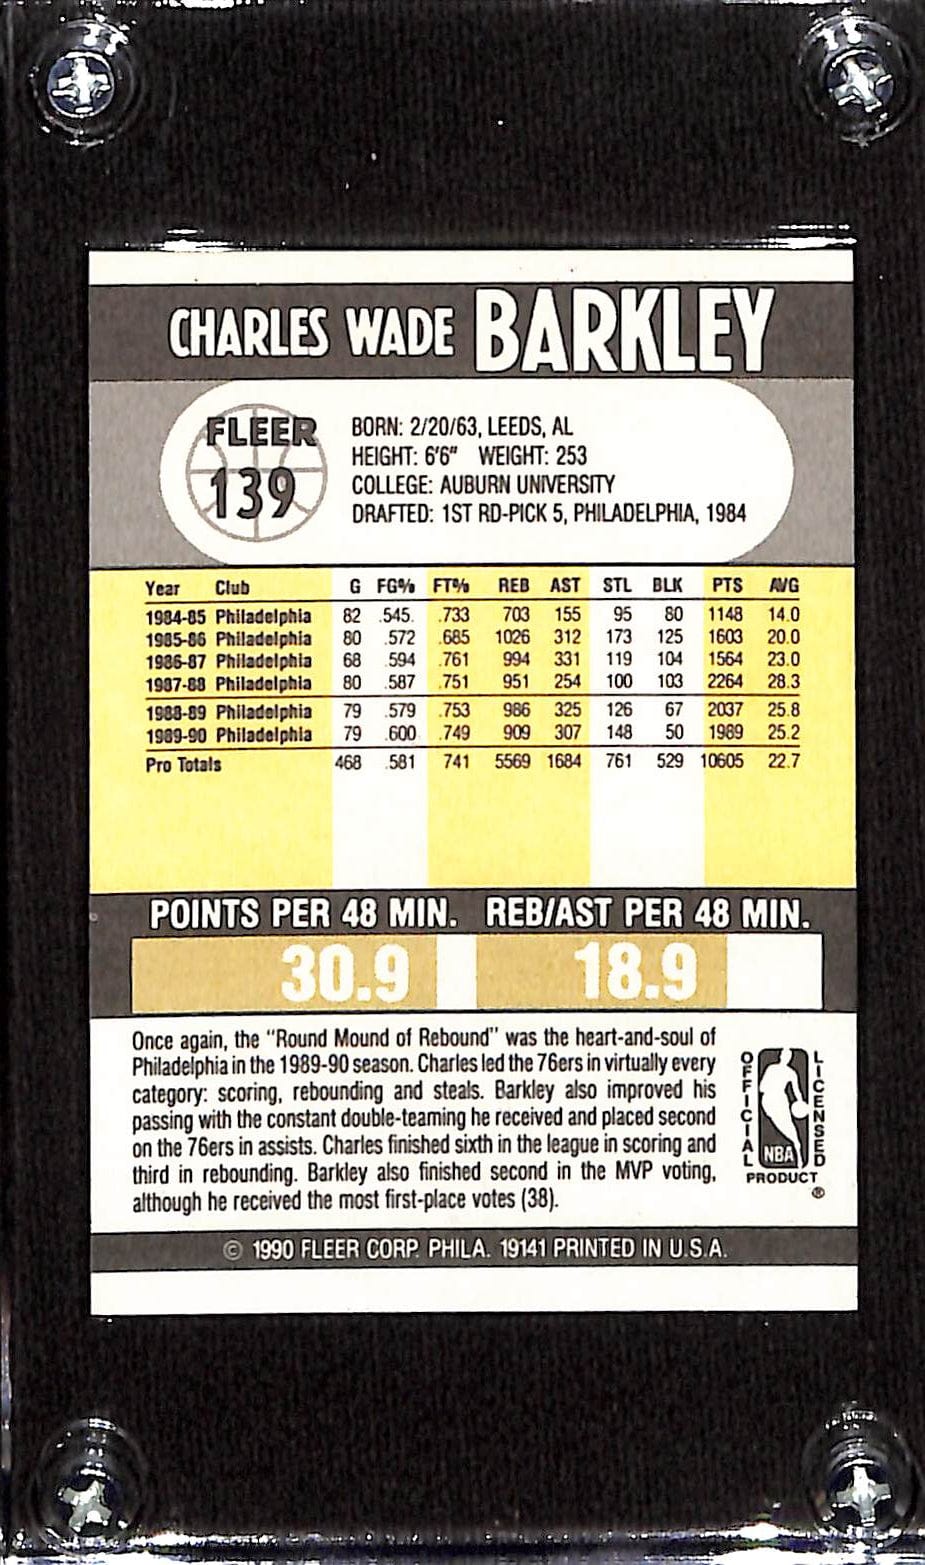 CHARLES WADE BARKLEY
FLEER
139
BORN: 2/20/63, LEEDS, AL
HEIGHT: 6'6" WEIGHT: 253
COLLEGE: AUBURN UNIVERSITY
DRAFTED: 1ST RD-PICK 5, PHILADELPHIA, 1984
Year Club G FG% FT% REB AST STL BLK PTS AVG
1984-85 Philadelphia 82 .545 .733 703 155 95 80 1148 14.0
1985-86 Philadelphia 80 .572 .685 1026 312 173 125 1603 20.0
1986-87 Philadelphia 68 .594 .761 994 331 119 104 1564 23.0
1987-88 Philadelphia 80 .587 .751 951 254 100 103 2264 28.3
1988-89 Philadelphia 79 .579 .753 986 325 126 67 2037 25.8
1989-90 Philadelphia 79 .600 .749 909 307 148 50 1989 25.2
Pro Totals 468 .581 .741 5569 1684 761 529 10605 22.7
POINTS PER 48 MIN. REB/AST PER 48 MIN.
30.9 18.9
Once again, the "Round Mound of Rebound" was the heart-and-soul of
Philadelphia in the 1989-90 season. Charles led the 76ers in virtually every
category: scoring, rebounding and steals. Barkley also improved his
passing with the constant double-teaming he received and placed second
on the 76ers in assists. Charles finished sixth in the league in scoring and
third in rebounding. Barkley also finished second in the MVP voting,
although he received the most first-place votes (38).
OFFICIAL
LICENSED
NBA
PRODUCT
®
© 1990 FLEER CORP. PHILA. 19141 PRINTED IN U.S.A.